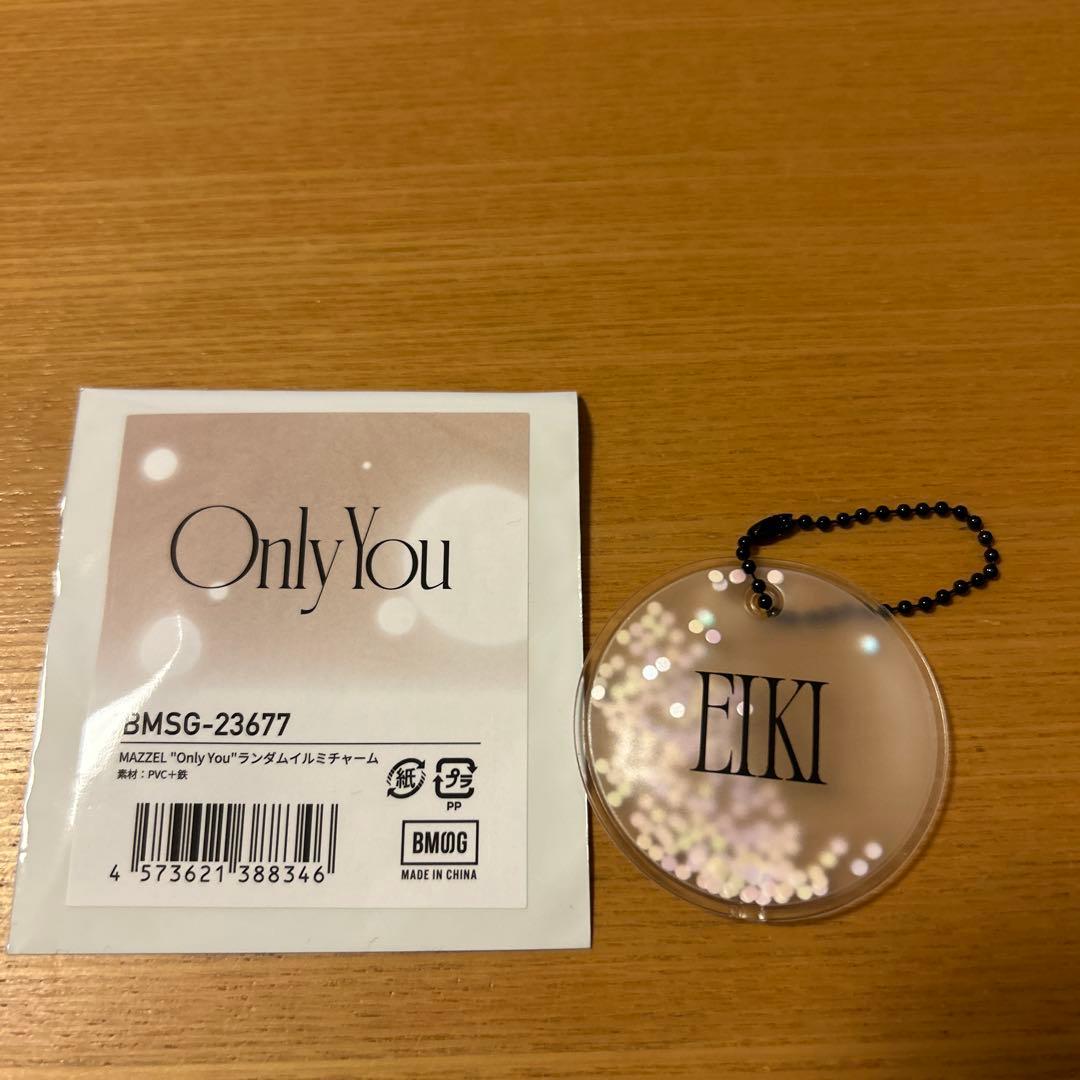 Only You
BMSG-23677
MAZZEL "Only You"ランダムイルミチャーム
素材：PVC＋鉄
紙
プラ
PP
4 573621 388346
BMSG
MADE IN CHINA
EIKI